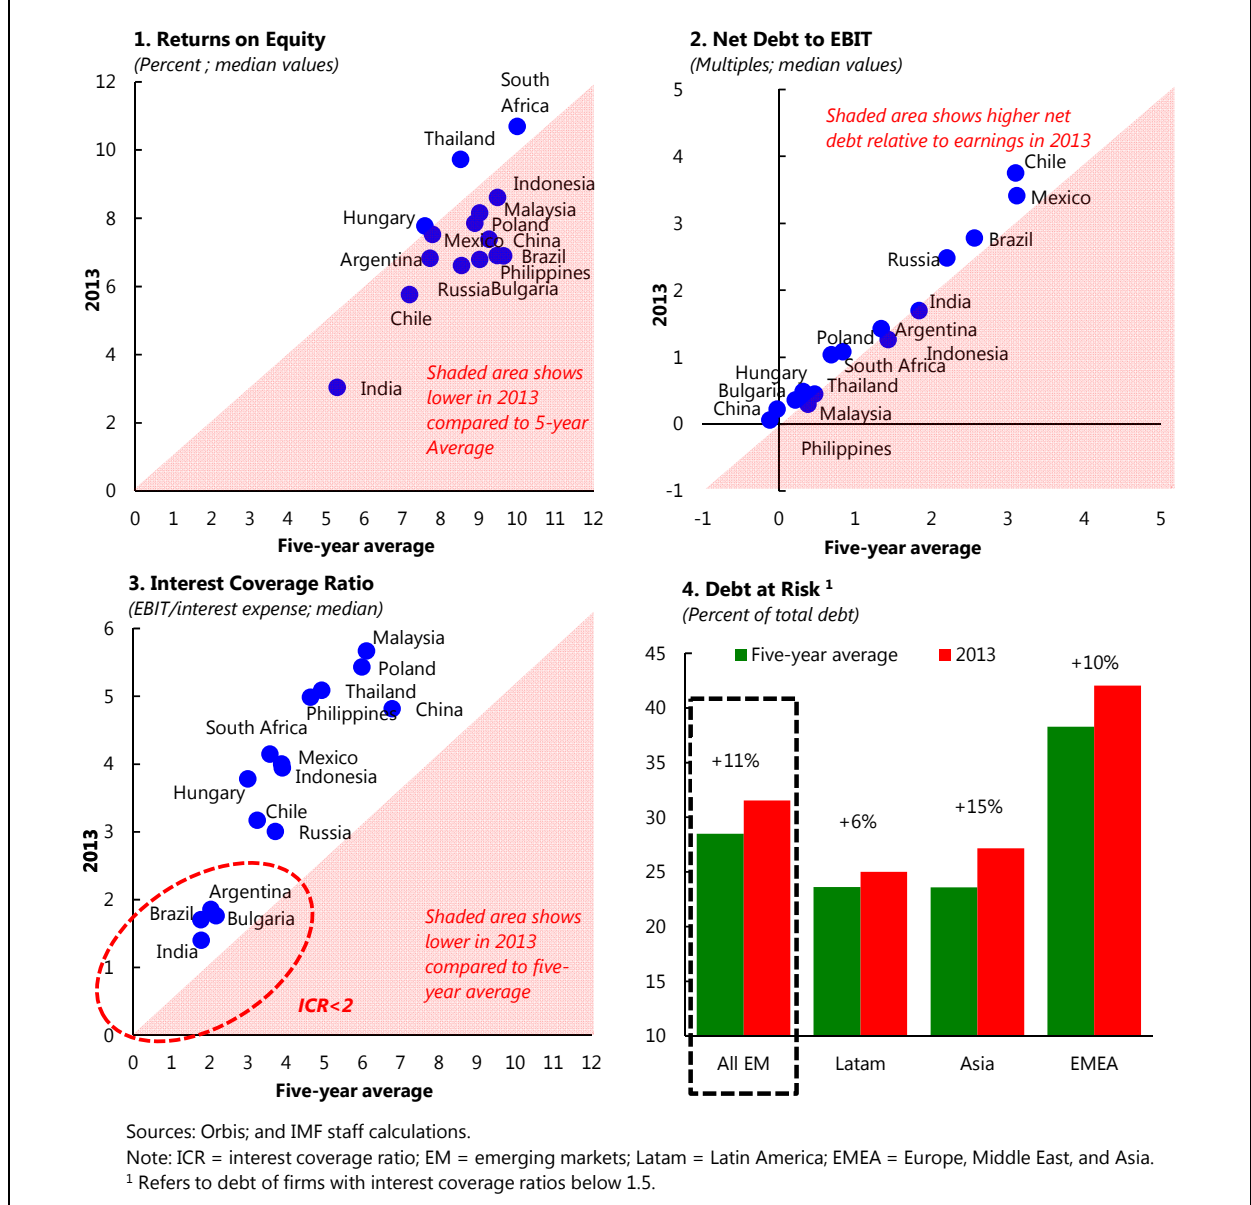 1. Returns on Equity
(Percent ; median values)
12
10
8
6
4
2
0
2013
South
Africa
Thailand
Indonesia
Hungary
Malaysia
Poland
Mexico
China
Argentina
Brazil
Philippines
Russia
Bulgaria
Chile
India
Shaded area shows
lower in 2013
compared to 5-year
Average
0 1 2 3 4 5 6 7 8 9 10 11 12
Five-year average
2. Net Debt to EBIT
(Multiples; median values)
5
4
3
2
1
0
-1
2013
Shaded area shows higher net
debt relative to earnings in 2013
Chile
Mexico
Brazil
Russia
India
Argentina
Poland
Indonesia
South Africa
Hungary
Thailand
Bulgaria
China
Malaysia
Philippines
-1 0 1 2 3 4 5
Five-year average
3. Interest Coverage Ratio
(EBIT/interest expense; median)
6
5
4
3
2
1
0
2013
Malaysia
Poland
Thailand
Philippines
China
South Africa
Mexico
Indonesia
Hungary
Chile
Russia
Argentina
Brazil
Bulgaria
India
ICR<2
Shaded area shows
lower in 2013
compared to five-
year average
0 1 2 3 4 5 6 7 8 9 10 11 12
Five-year average
4. Debt at Risk ¹
(Percent of total debt)
45
40
35
30
25
20
15
10
Five-year average
2013
+11%
+6%
+15%
+10%
All EM Latam Asia EMEA
Sources: Orbis; and IMF staff calculations.
Note: ICR = interest coverage ratio; EM = emerging markets; Latam = Latin America; EMEA = Europe, Middle East, and Asia.
¹ Refers to debt of firms with interest coverage ratios below 1.5.